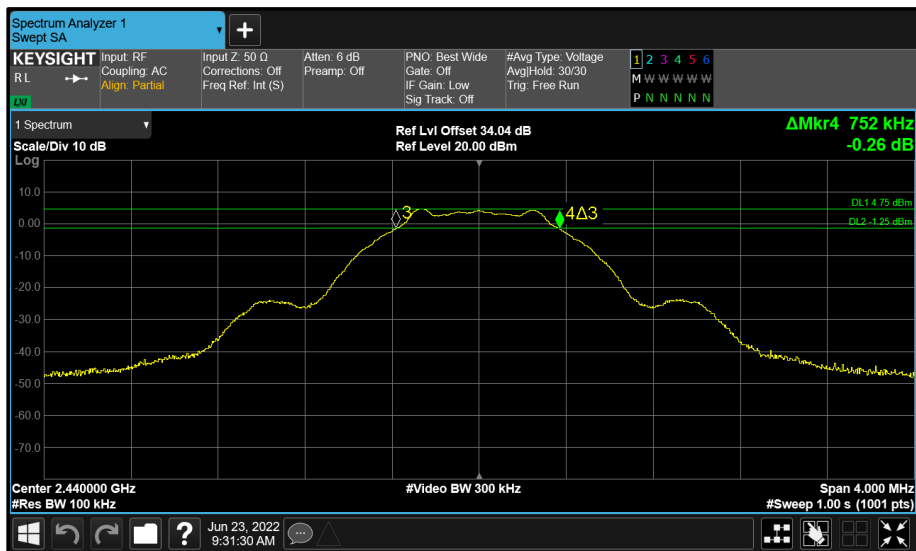 Spectrum Analyzer 1
Swept SA
+
KEYSIGHT
R L
LXI
Input: RF
Coupling: AC
Align: Partial
Input Z: 50 Ω
Corrections: Off
Freq Ref: Int (S)
Atten: 6 dB
Preamp: Off
PNO: Best Wide
Gate: Off
IF Gain: Low
Sig Track: Off
#Avg Type: Voltage
Avg|Hold: 30/30
Trig: Free Run
1 2 3 4 5 6
M W W W W W
P N N N N N
1 Spectrum
Scale/Div 10 dB
Ref Lvl Offset 34.04 dB
Ref Level 20.00 dBm
ΔMkr4 752 kHz
-0.26 dB
Log
10.0
0.00
-10.0
-20.0
-30.0
-40.0
-50.0
-60.0
-70.0
3
4Δ3
DL1 4.75 dBm
DL2 -1.25 dBm
Center 2.440000 GHz
#Video BW 300 kHz
Span 4.000 MHz
#Res BW 100 kHz
#Sweep 1.00 s (1001 pts)
?
Jun 23, 2022
9:31:30 AM